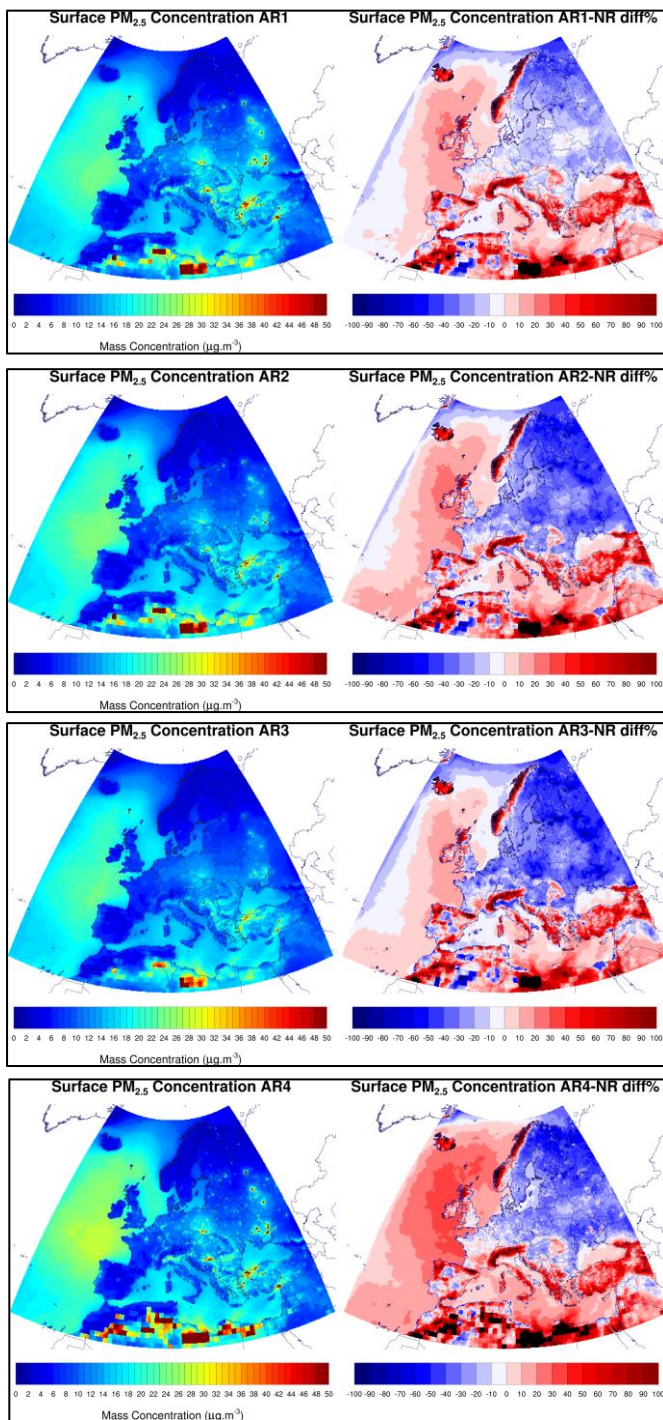 Surface PM2.5 Concentration AR1
Surface PM2.5 Concentration AR1-NR diff%
0 2 4 6 8 10 12 14 16 18 20 22 24 26 28 30 32 34 36 38 40 42 44 46 48 50
-100 -90 -80 -70 -60 -50 -40 -30 -20 -10 0 10 20 30 40 50 60 70 80 90 100
Mass Concentration (µg.m-3)
Surface PM2.5 Concentration AR2
Surface PM2.5 Concentration AR2-NR diff%
0 2 4 6 8 10 12 14 16 18 20 22 24 26 28 30 32 34 36 38 40 42 44 46 48 50
-100 -90 -80 -70 -60 -50 -40 -30 -20 -10 0 10 20 30 40 50 60 70 80 90 100
Mass Concentration (µg.m-3)
Surface PM2.5 Concentration AR3
Surface PM2.5 Concentration AR3-NR diff%
0 2 4 6 8 10 12 14 16 18 20 22 24 26 28 30 32 34 36 38 40 42 44 46 48 50
-100 -90 -80 -70 -60 -50 -40 -30 -20 -10 0 10 20 30 40 50 60 70 80 90 100
Mass Concentration (µg.m-3)
Surface PM2.5 Concentration AR4
Surface PM2.5 Concentration AR4-NR diff%
0 2 4 6 8 10 12 14 16 18 20 22 24 26 28 30 32 34 36 38 40 42 44 46 48 50
-100 -90 -80 -70 -60 -50 -40 -30 -20 -10 0 10 20 30 40 50 60 70 80 90 100
Mass Concentration (µg.m-3)